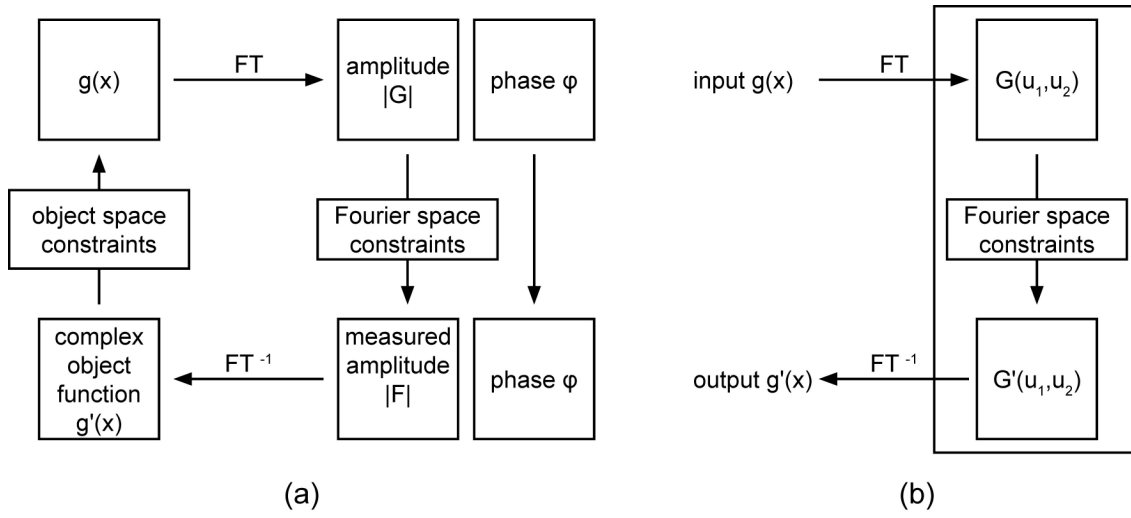 g(x)
FT
amplitude
|G|
phase φ
object space
constraints
Fourier space
constraints
complex
object
function
g'(x)
FT -1
measured
amplitude
|F|
phase φ
(a)
input g(x)
FT
G(u1,u2)
Fourier space
constraints
output g'(x)
FT -1
G'(u1,u2)
(b)